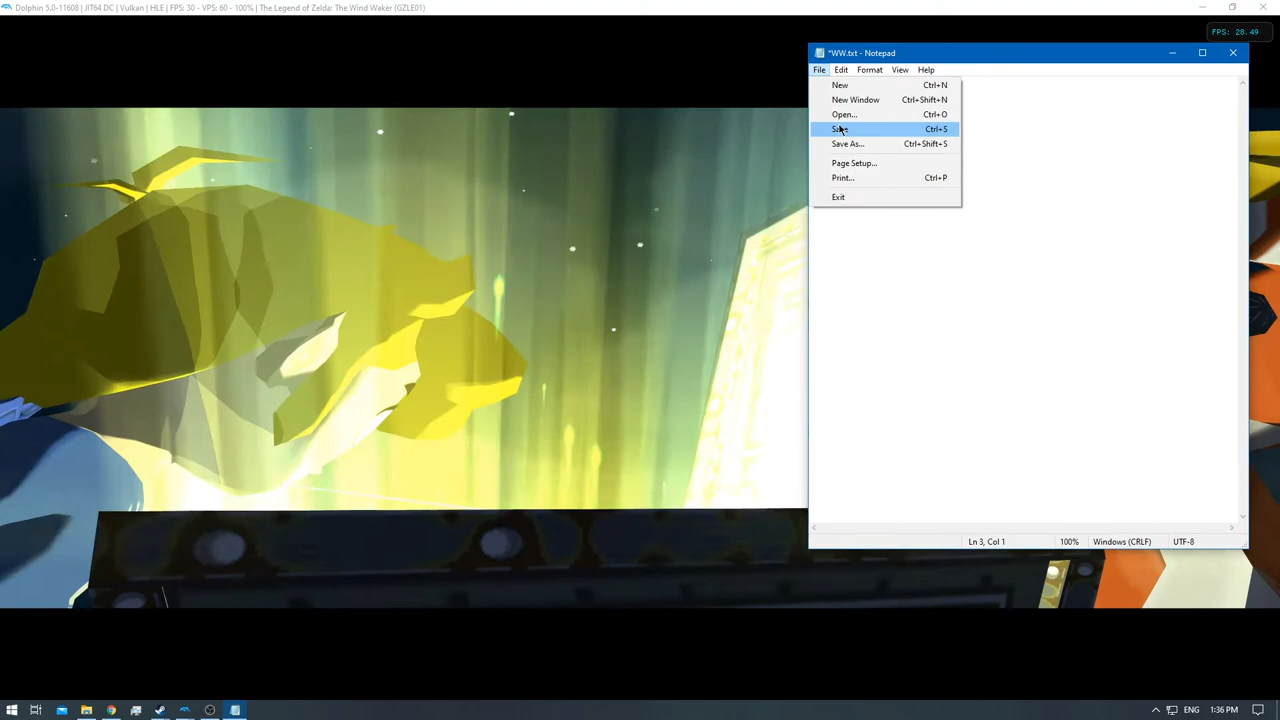 Dolphin 5.0-11608 | JIT64 DC | Vulkan | HLE | FPS: 30 - VPS: 60 - 100% | The Legend of Zelda: The Wind Waker (GZLE01)
FPS: 28.49
*WW.txt - Notepad
File Edit Format View Help
New Ctrl+N
New Window Ctrl+Shift+N
Open... Ctrl+O
Save Ctrl+S
Save As... Ctrl+Shift+S
Page Setup...
Print... Ctrl+P
Exit
Ln 3, Col 1 100% Windows (CRLF) UTF-8
ENG 1:36 PM